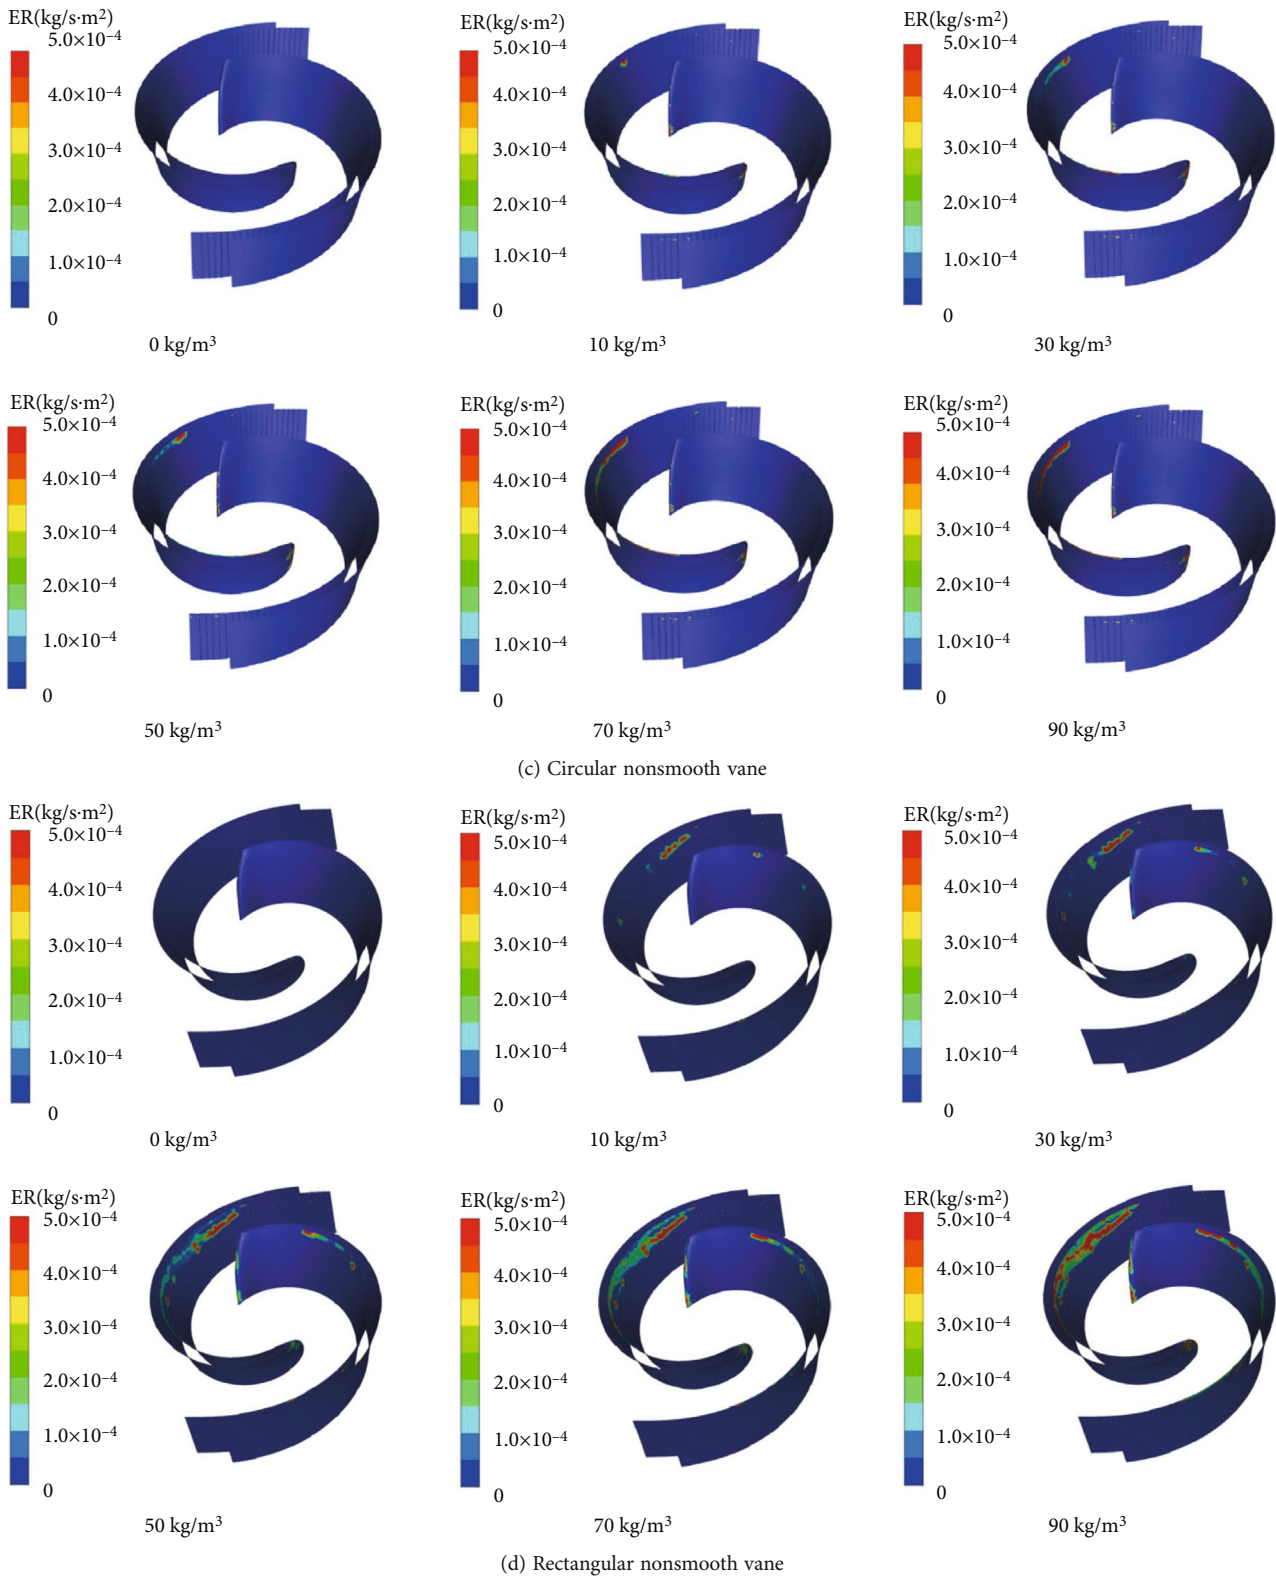 ER(kg/s·m²)
5.0×10⁻⁴
4.0×10⁻⁴
3.0×10⁻⁴
2.0×10⁻⁴
1.0×10⁻⁴
0
0 kg/m³
ER(kg/s·m²)
5.0×10⁻⁴
4.0×10⁻⁴
3.0×10⁻⁴
2.0×10⁻⁴
1.0×10⁻⁴
0
10 kg/m³
ER(kg/s·m²)
5.0×10⁻⁴
4.0×10⁻⁴
3.0×10⁻⁴
2.0×10⁻⁴
1.0×10⁻⁴
0
30 kg/m³
ER(kg/s·m²)
5.0×10⁻⁴
4.0×10⁻⁴
3.0×10⁻⁴
2.0×10⁻⁴
1.0×10⁻⁴
0
50 kg/m³
ER(kg/s·m²)
5.0×10⁻⁴
4.0×10⁻⁴
3.0×10⁻⁴
2.0×10⁻⁴
1.0×10⁻⁴
0
70 kg/m³
ER(kg/s·m²)
5.0×10⁻⁴
4.0×10⁻⁴
3.0×10⁻⁴
2.0×10⁻⁴
1.0×10⁻⁴
0
90 kg/m³
(c) Circular nonsmooth vane
ER(kg/s·m²)
5.0×10⁻⁴
4.0×10⁻⁴
3.0×10⁻⁴
2.0×10⁻⁴
1.0×10⁻⁴
0
0 kg/m³
ER(kg/s·m²)
5.0×10⁻⁴
4.0×10⁻⁴
3.0×10⁻⁴
2.0×10⁻⁴
1.0×10⁻⁴
0
10 kg/m³
ER(kg/s·m²)
5.0×10⁻⁴
4.0×10⁻⁴
3.0×10⁻⁴
2.0×10⁻⁴
1.0×10⁻⁴
0
30 kg/m³
ER(kg/s·m²)
5.0×10⁻⁴
4.0×10⁻⁴
3.0×10⁻⁴
2.0×10⁻⁴
1.0×10⁻⁴
0
50 kg/m³
ER(kg/s·m²)
5.0×10⁻⁴
4.0×10⁻⁴
3.0×10⁻⁴
2.0×10⁻⁴
1.0×10⁻⁴
0
70 kg/m³
ER(kg/s·m²)
5.0×10⁻⁴
4.0×10⁻⁴
3.0×10⁻⁴
2.0×10⁻⁴
1.0×10⁻⁴
0
90 kg/m³
(d) Rectangular nonsmooth vane